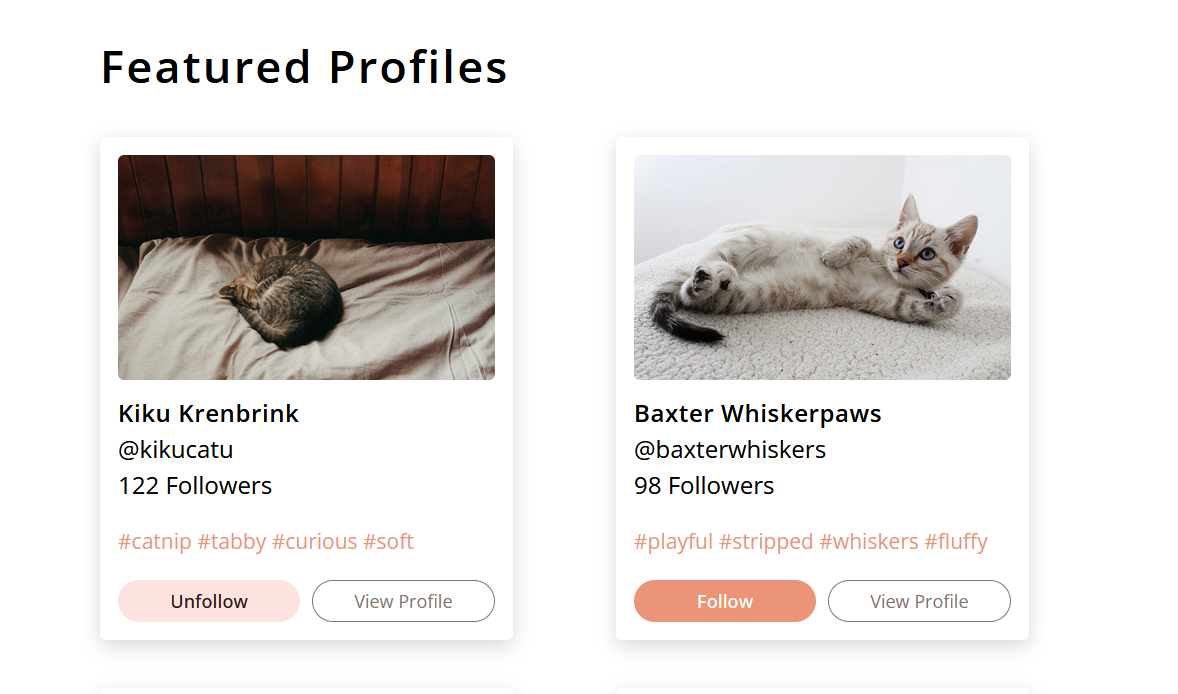 Featured Profiles
Kiku Krenbrink
@kikucatu
122 Followers
#catnip #tabby #curious #soft
Unfollow
View Profile
Baxter Whiskerpaws
@baxterwhiskers
98 Followers
#playful #stripped #whiskers #fluffy
Follow
View Profile